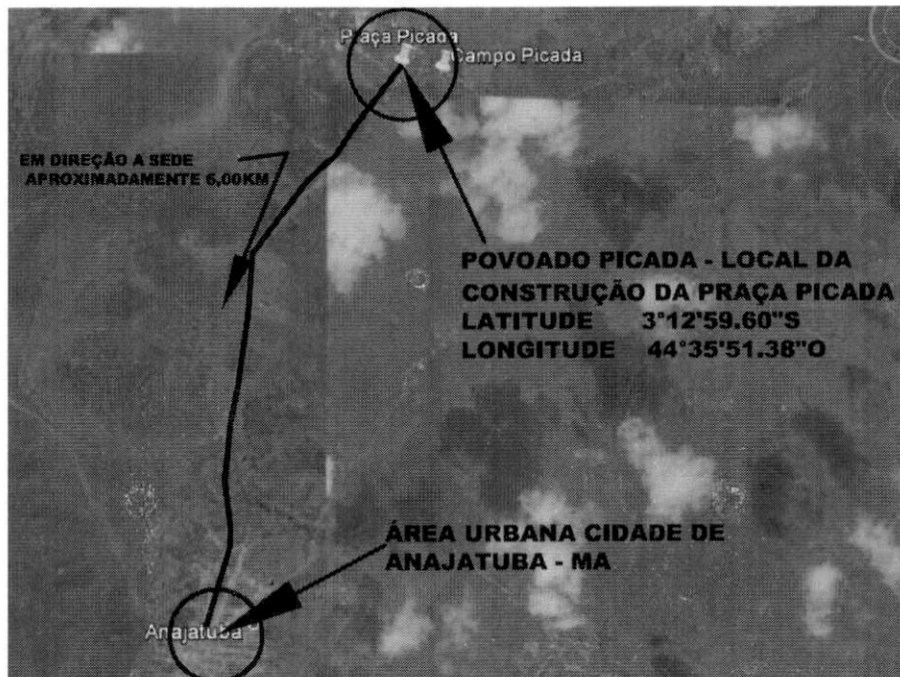 Praça Picada
Campo Picada
EM DIREÇÃO A SEDE
APROXIMADAMENTE 6,00KM
POVOADO PICADA - LOCAL DA
CONSTRUÇÃO DA PRAÇA PICADA
LATITUDE 3°12'59.60"S
LONGITUDE 44°35'51.38"O
ÁREA URBANA CIDADE DE
ANAJATUBA - MA
Anajatuba